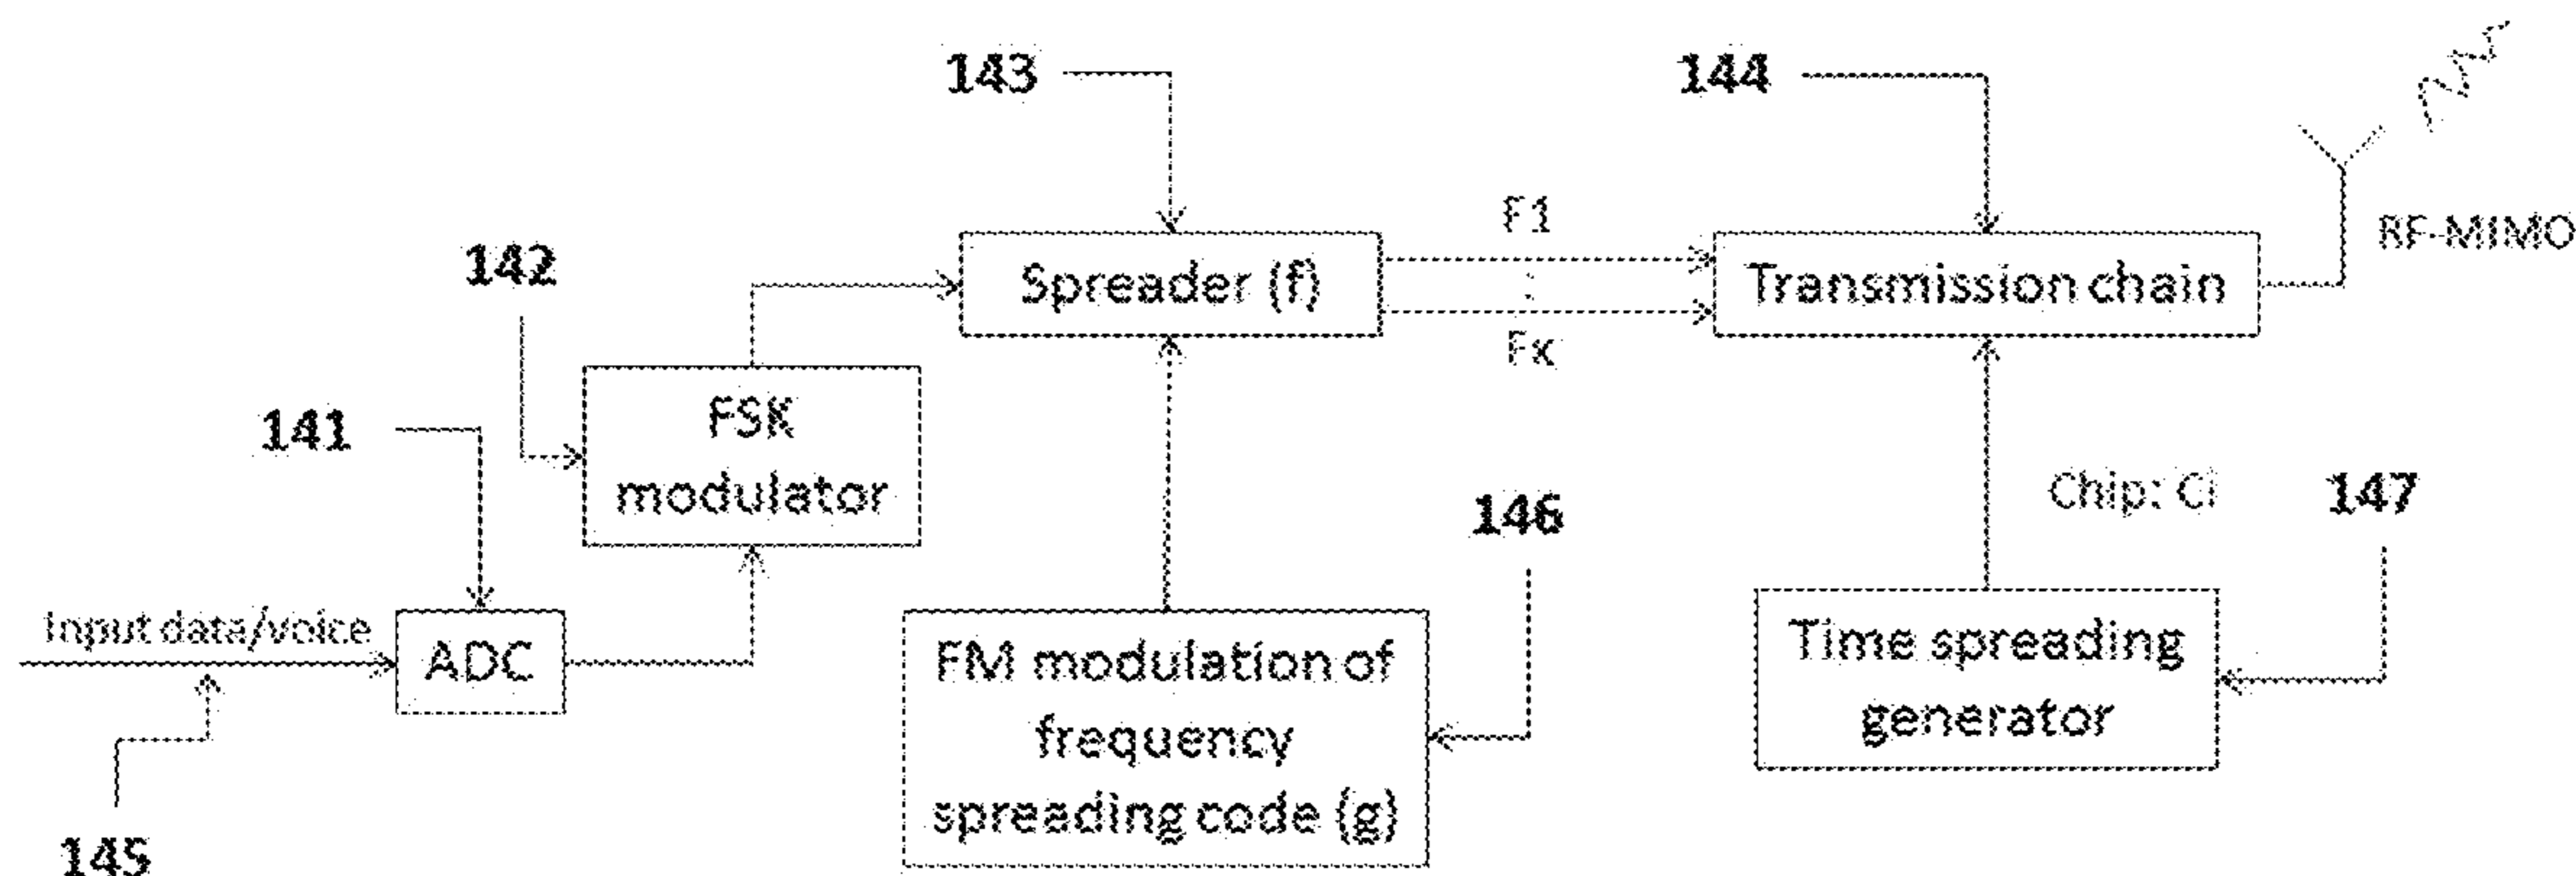 143
144
F1
RF-MIMO
142
Spreader (f)
Transmission chain
FK
141
FSK
modulator
146
Chip: Ci
147
Input data/voice
ADC
FM modulation of
frequency
spreading code (g)
Time spreading
generator
145